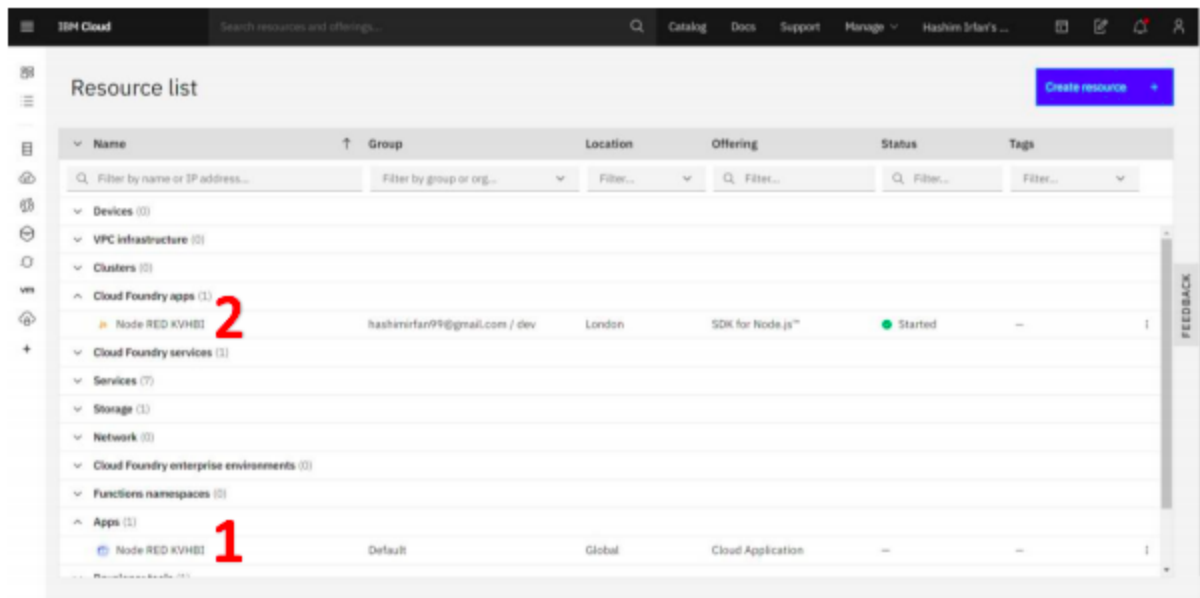 IBM Cloud Search resources and offerings... Catalog Docs Support Manage Hashim Irfan's ...
Resource list
Create resource +
Name Group Location Offering Status Tags
Filter by name or IP address... Filter by group or org... Filter... Filter... Filter... Filter...
Devices (0)
VPC infrastructure (0)
Clusters (0)
Cloud Foundry apps (1)
Node RED KVHBI 2 hashimirfan99@gmail.com / dev London SDK for Node.js™ Started –
Cloud Foundry services (1)
Services (7)
Storage (1)
Network (0)
Cloud Foundry enterprise environments (0)
Functions namespaces (0)
Apps (1)
Node RED KVHBI 1 Default Global Cloud Application – –
Developer tools (1)
vm
FEEDBACK